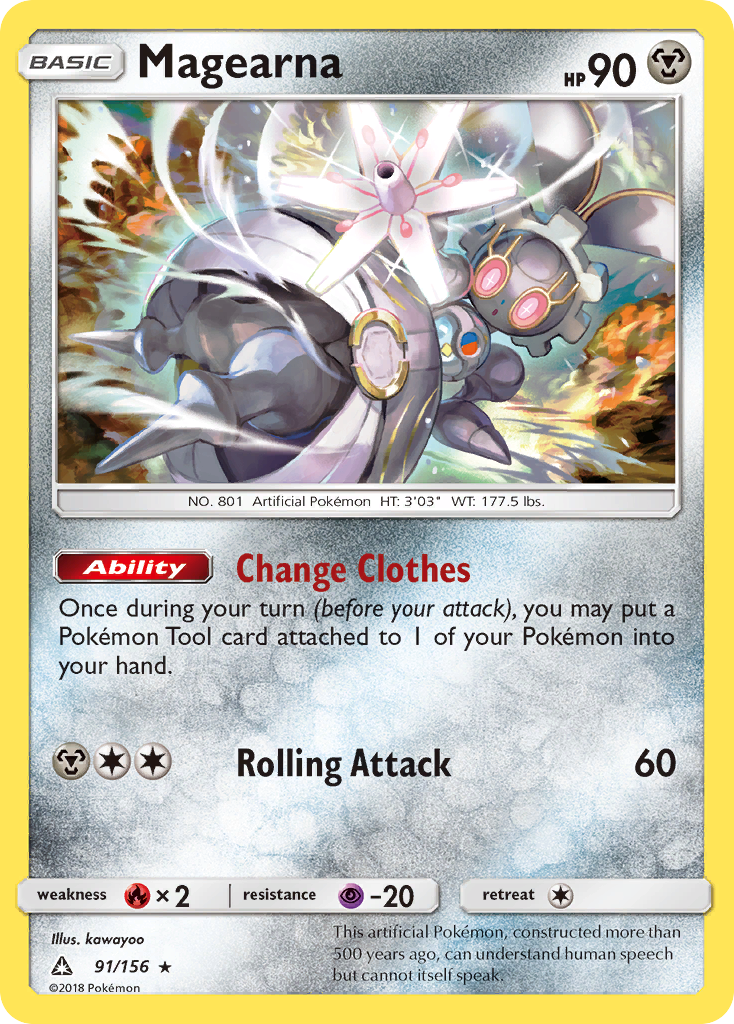 BASIC Magearna HP 90
NO. 801 Artificial Pokémon HT: 3'03" WT: 177.5 lbs.
Ability Change Clothes
Once during your turn (before your attack), you may put a
Pokémon Tool card attached to 1 of your Pokémon into
your hand.
Rolling Attack 60
weakness × 2 resistance -20 retreat
Illus. kawayoo
This artificial Pokémon, constructed more than
500 years ago, can understand human speech
but cannot itself speak.
91/156 ★
©2018 Pokémon